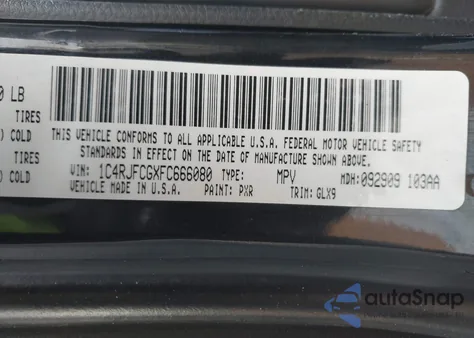 0 LB
TIRES
) COLD
TIRES
) COLD
THIS VEHICLE CONFORMS TO ALL APPLICABLE U.S.A. FEDERAL MOTOR VEHICLE SAFETY
STANDARDS IN EFFECT ON THE DATE OF MANUFACTURE SHOWN ABOVE.
VIN: 1C4RJFCGXFC666080 TYPE: MPV MDH: 092909 103AA
VEHICLE MADE IN U.S.A. PAINT: PXR TRIM: GLX9
autoSnap